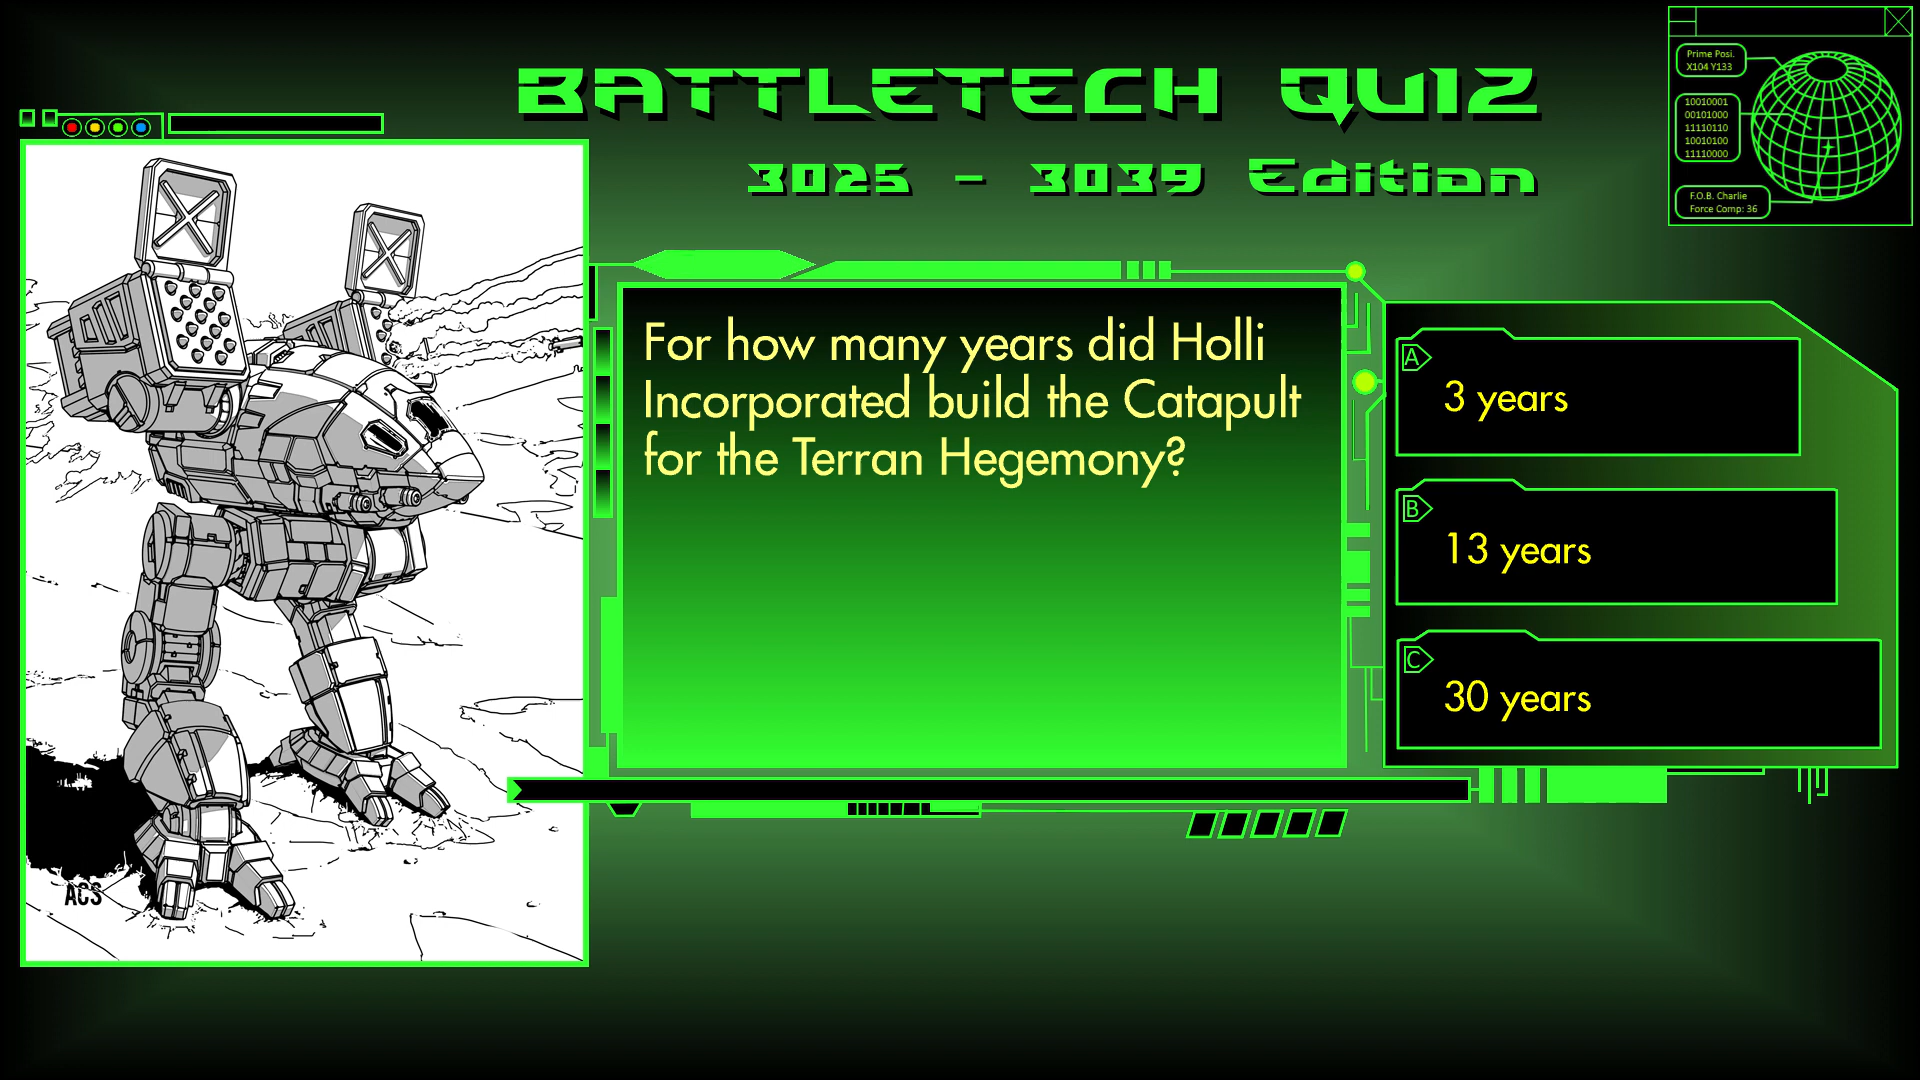 BATTLETECH QUIZ
3025 - 3039 Edition
Prime Posi.
X104 Y133
10010001
00101000
11110110
10010100
11110000
F.O.B. Charlie
Force Comp: 36
For how many years did Holli
Incorporated build the Catapult
for the Terran Hegemony?
A
3 years
B
13 years
C
30 years
ACS